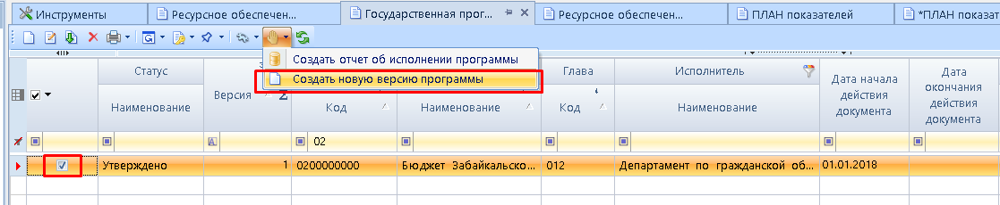 Инструменты
Ресурсное обеспечен...
Государственная прог...
Ресурсное обеспечен...
ПЛАН показателей
*ПЛАН показат
Создать отчет об исполнении программы
Создать новую версию программы
Статус
Глава
Исполнитель
Наименование
Версия
Код
Наименование
Код
Наименование
Дата начала
действия
документа
Дата
окончания
действия
документа
02
Утверждено 1 0200000000 Бюджет Забайкальско... 012 Департамент по гражданской об... 01.01.2018